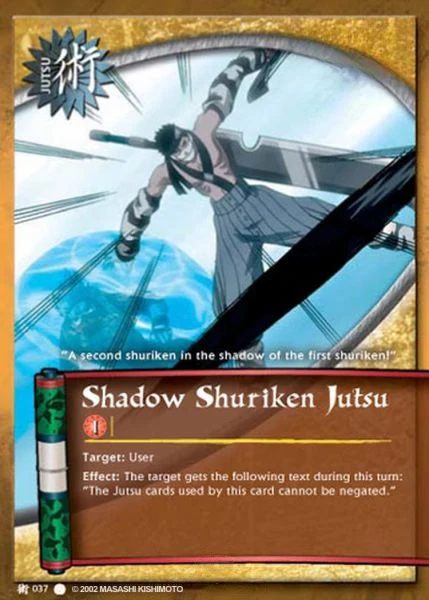 JUTSU 術
"A second shuriken in the shadow of the first shuriken!"
Shadow Shuriken Jutsu
1
Target: User
Effect: The target gets the following text during this turn:
"The Jutsu cards used by this card cannot be negated."
術 037 © 2002 MASASHI KISHIMOTO